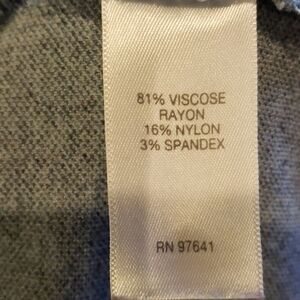 81% VISCOSE
RAYON
16% NYLON
3% SPANDEX
RN 97641